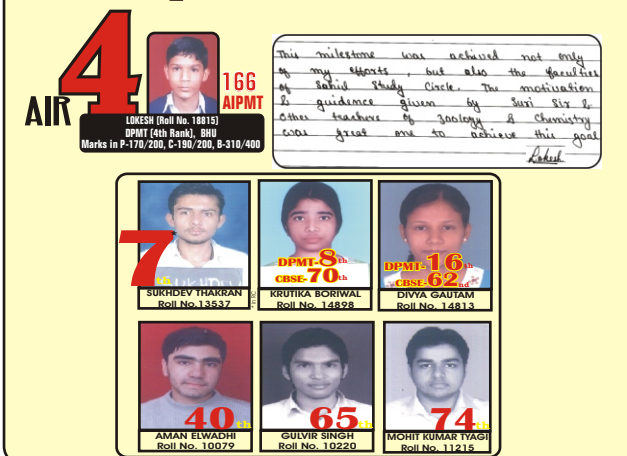 AIR 4
166
AIPMT
LOKESH (Roll No. 18815)
DPMT (4th Rank), BHU
Marks in P-170/200, C-190/200, B-310/400
This milestone was achived not only
of my efforts, but also the faculties
of Sahil Study Circle. The motivation
& guidence given by Suri Sir &
other teachers of zoology & chemistry
was great one to achieve this goal
Lokesh
7
SUKHDEV THAKRAN
Roll No.13537
DPMT-8th
CBSE-70th
KRUTIKA BORIWAL
Roll No. 14898
DPMT-16th
CBSE-62nd
DIVYA GAUTAM
Roll No. 14813
40th
AMAN ELWADHI
Roll No. 10079
65th
GULVIR SINGH
Roll No. 10220
74th
MOHIT KUMAR TYAGI
Roll No. 11215